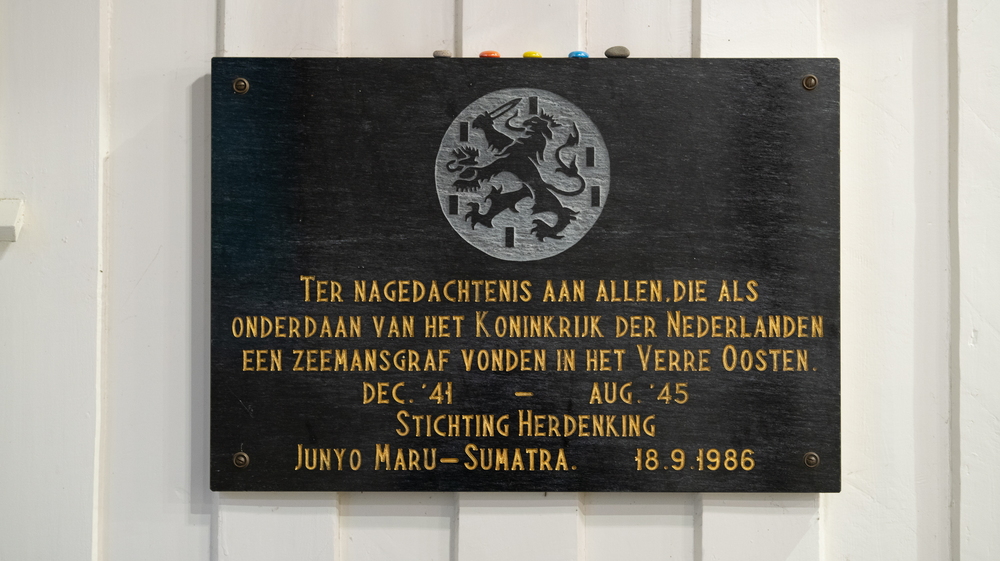 Ter nagedachtenis aan allen, die als
onderdaan van het Koninkrijk der Nederlanden
een zeemansgraf vonden in het Verre Oosten.
dec. '41 – aug. '45
Stichting Herdenking
Junyo Maru–Sumatra. 18.9.1986